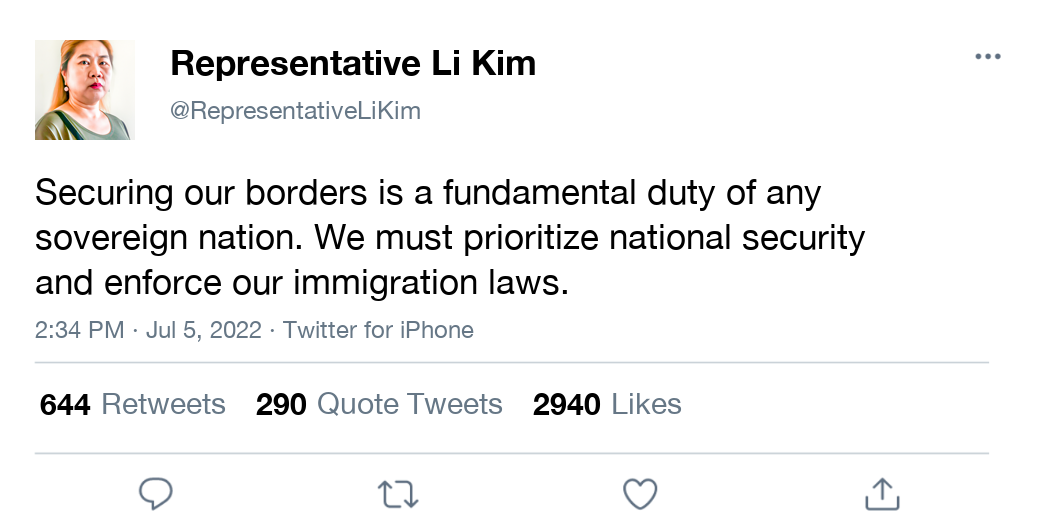 Representative Li Kim
@RepresentativeLiKim
Securing our borders is a fundamental duty of any
sovereign nation. We must prioritize national security
and enforce our immigration laws.
2:34 PM · Jul 5, 2022 · Twitter for iPhone
644 Retweets 290 Quote Tweets 2940 Likes